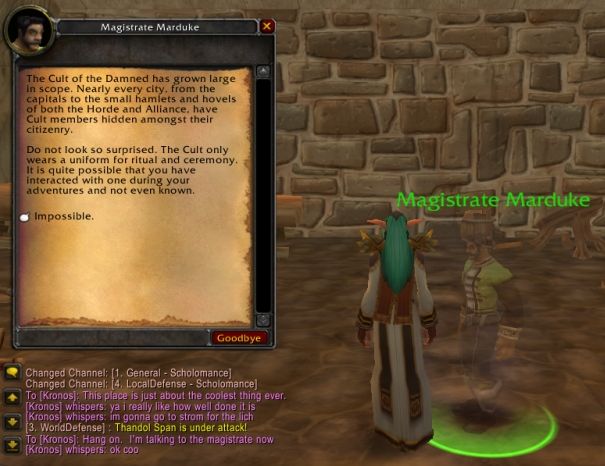 Magistrate Marduke
The Cult of the Damned has grown large
in scope. Nearly every city, from the
capitals to the small hamlets and hovels
of both the Horde and Alliance, have
Cult members hidden amongst their
citizenry.
Do not look so surprised. The Cult only
wears a uniform for ritual and ceremony.
It is quite possible that you have
interacted with one during your
adventures and not even known.
Impossible.
Goodbye
Magistrate Marduke
Changed Channel: [1. General - Scholomance]
Changed Channel: [4. LocalDefense - Scholomance]
To [Kronos]: This place is just about the coolest thing ever.
[Kronos] whispers: ya i really like how well done it is
[Kronos] whispers: im gonna go strom for the lich
[3. WorldDefense] : Thandol Span is under attack!
To [Kronos]: Hang on. I'm talking to the magistrate now
[Kronos] whispers: ok coo